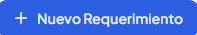 + Nuevo Requerimiento